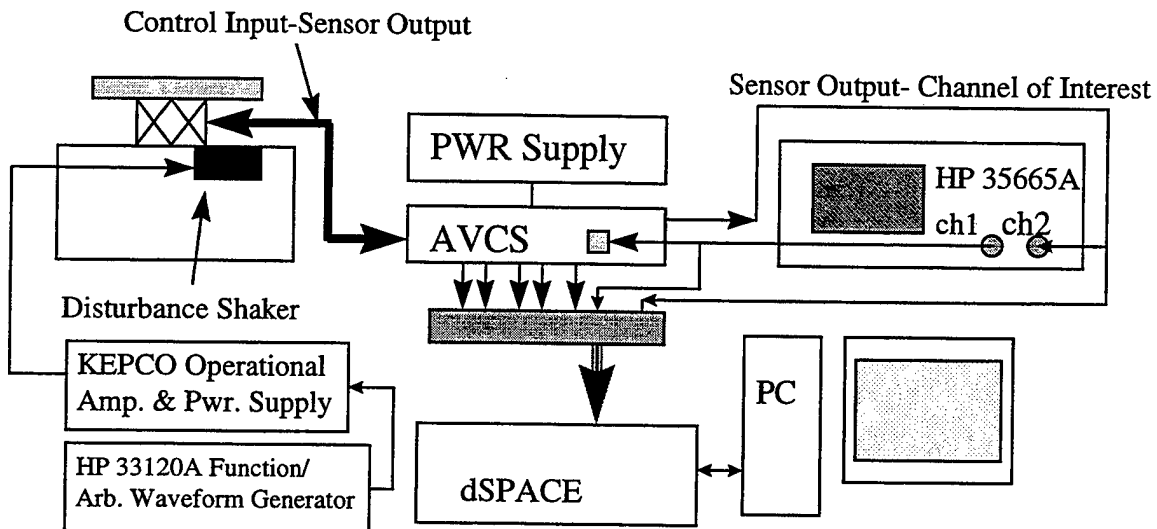 Control Input-Sensor Output
Sensor Output- Channel of Interest
PWR Supply
HP 35665A
ch1 ch2
AVCS
Disturbance Shaker
KEPCO Operational
Amp. & Pwr. Supply
PC
HP 33120A Function/
Arb. Waveform Generator
dSPACE